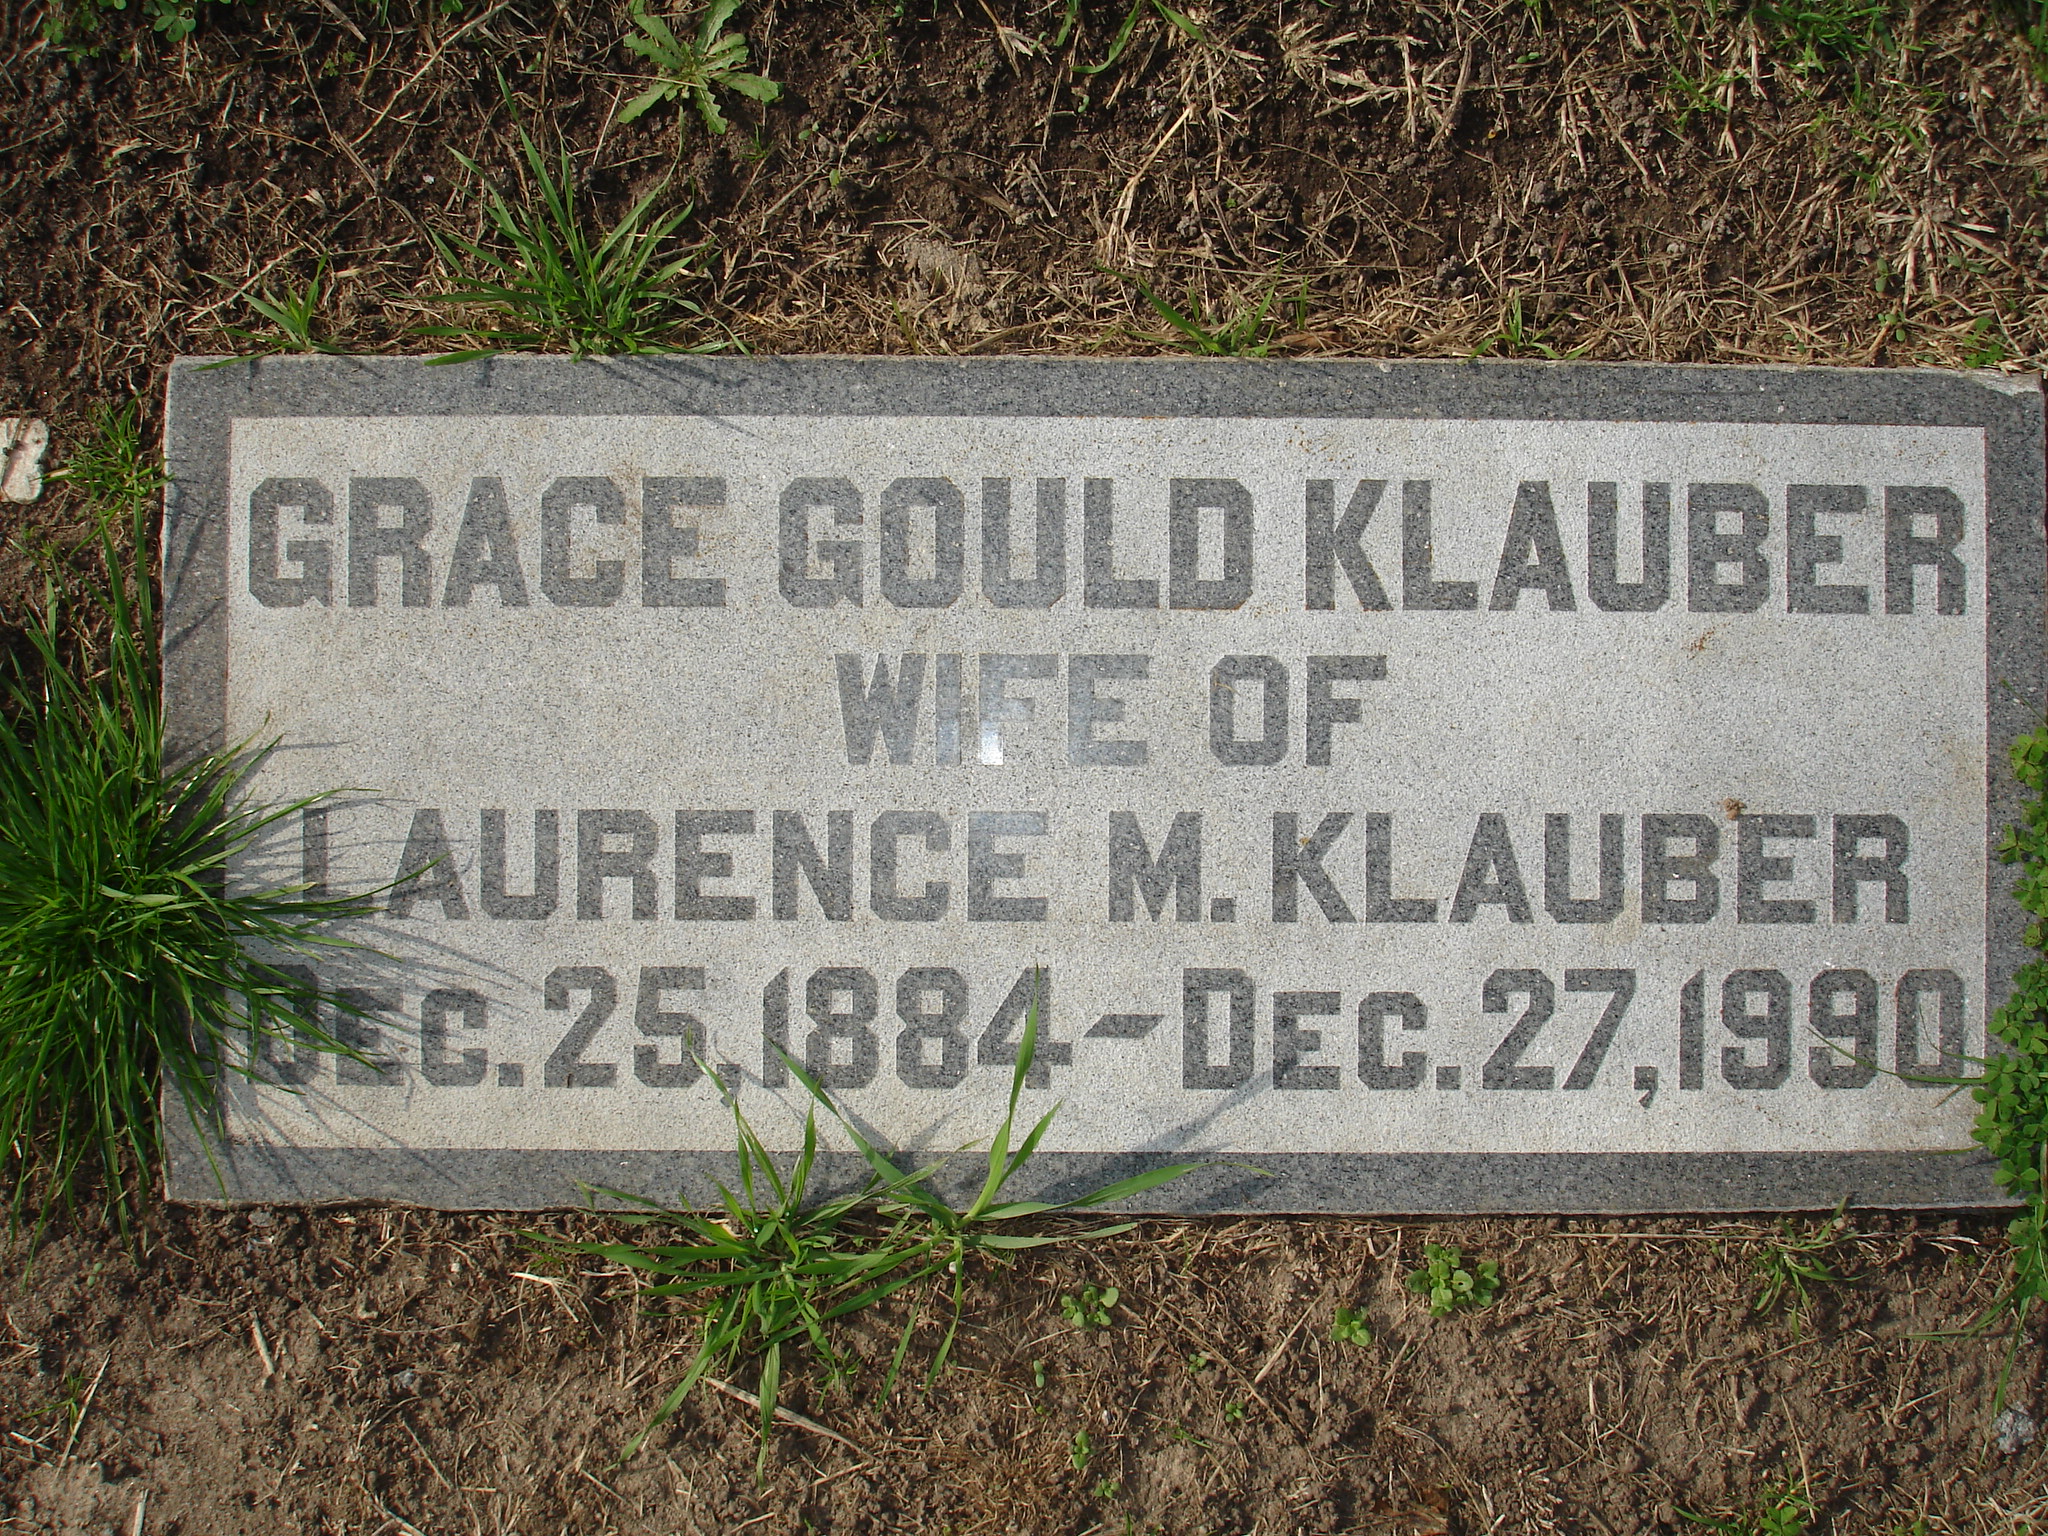 GRACE GOULD KLAUBER
WIFE OF
LAURENCE M. KLAUBER
DEC. 25. 1884 - DEC. 27, 1990